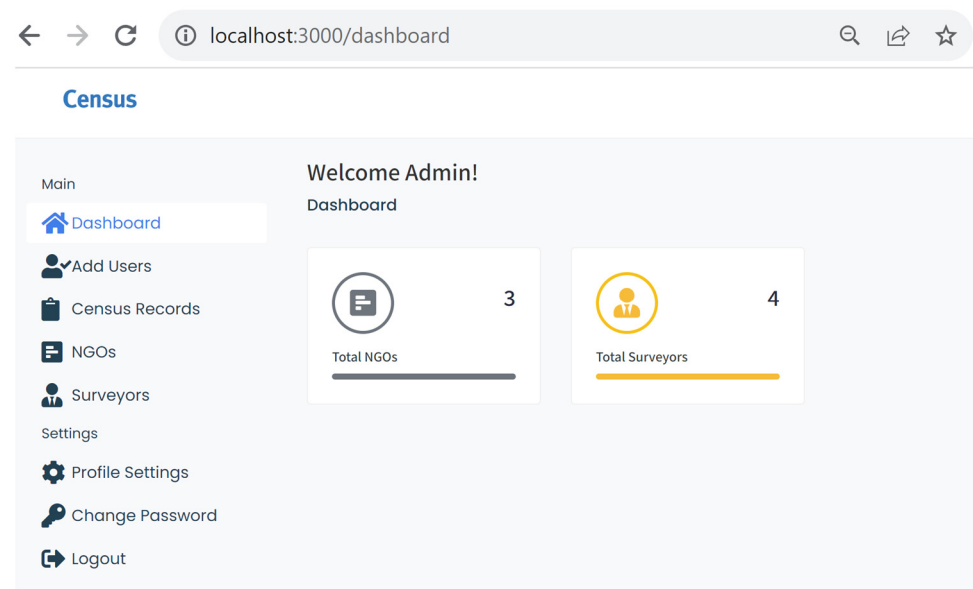 localhost:3000/dashboard
Census
Main
Dashboard
Add Users
Census Records
NGOs
Surveyors
Settings
Profile Settings
Change Password
Logout
Welcome Admin!
Dashboard
3
Total NGOs
4
Total Surveyors